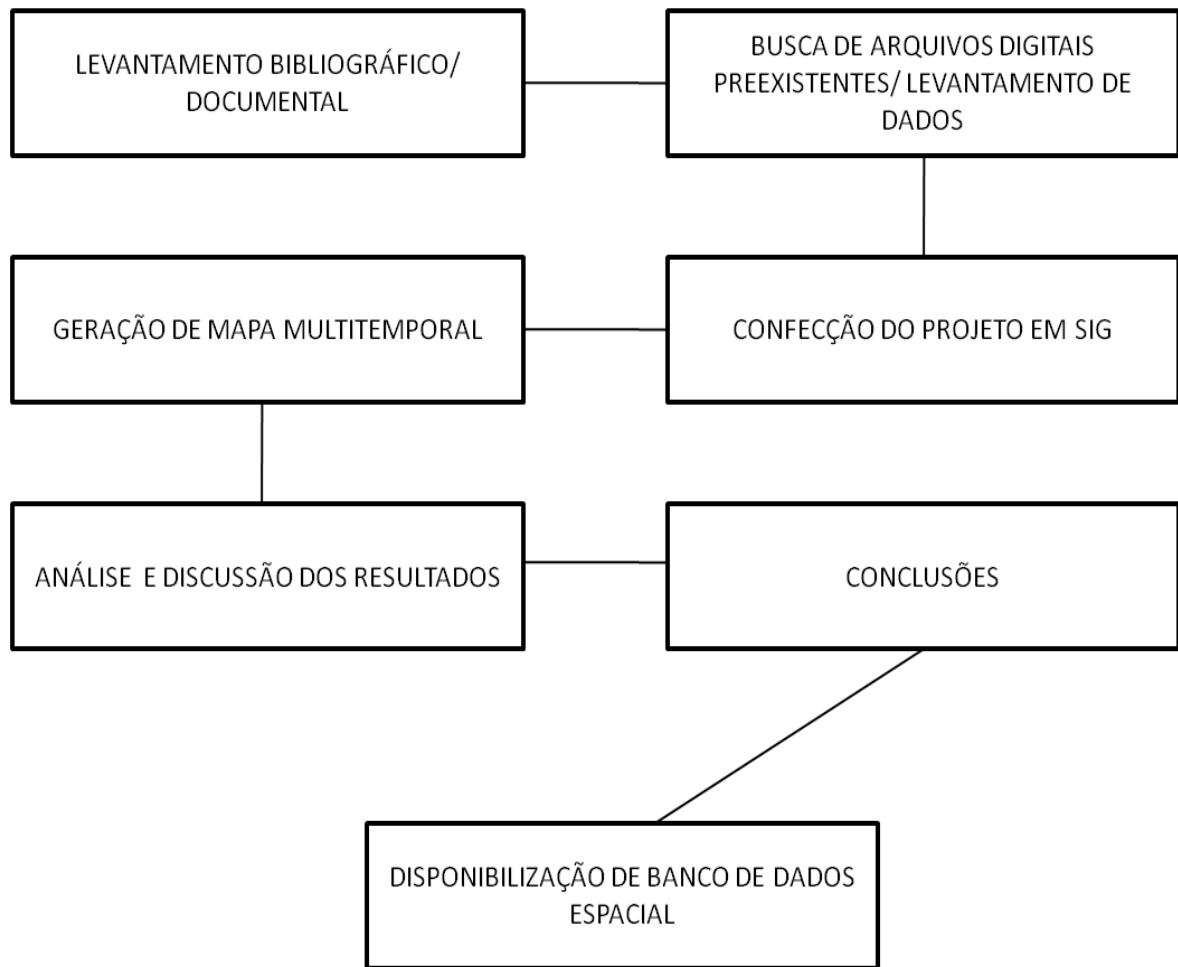 LEVANTAMENTO BIBLIOGRÁFICO/
DOCUMENTAL
BUSCA DE ARQUIVOS DIGITAIS
PREEXISTENTES/ LEVANTAMENTO DE
DADOS
GERAÇÃO DE MAPA MULTITEMPORAL
CONFECÇÃO DO PROJETO EM SIG
ANÁLISE E DISCUSSÃO DOS RESULTADOS
CONCLUSÕES
DISPONIBILIZAÇÃO DE BANCO DE DADOS
ESPACIAL